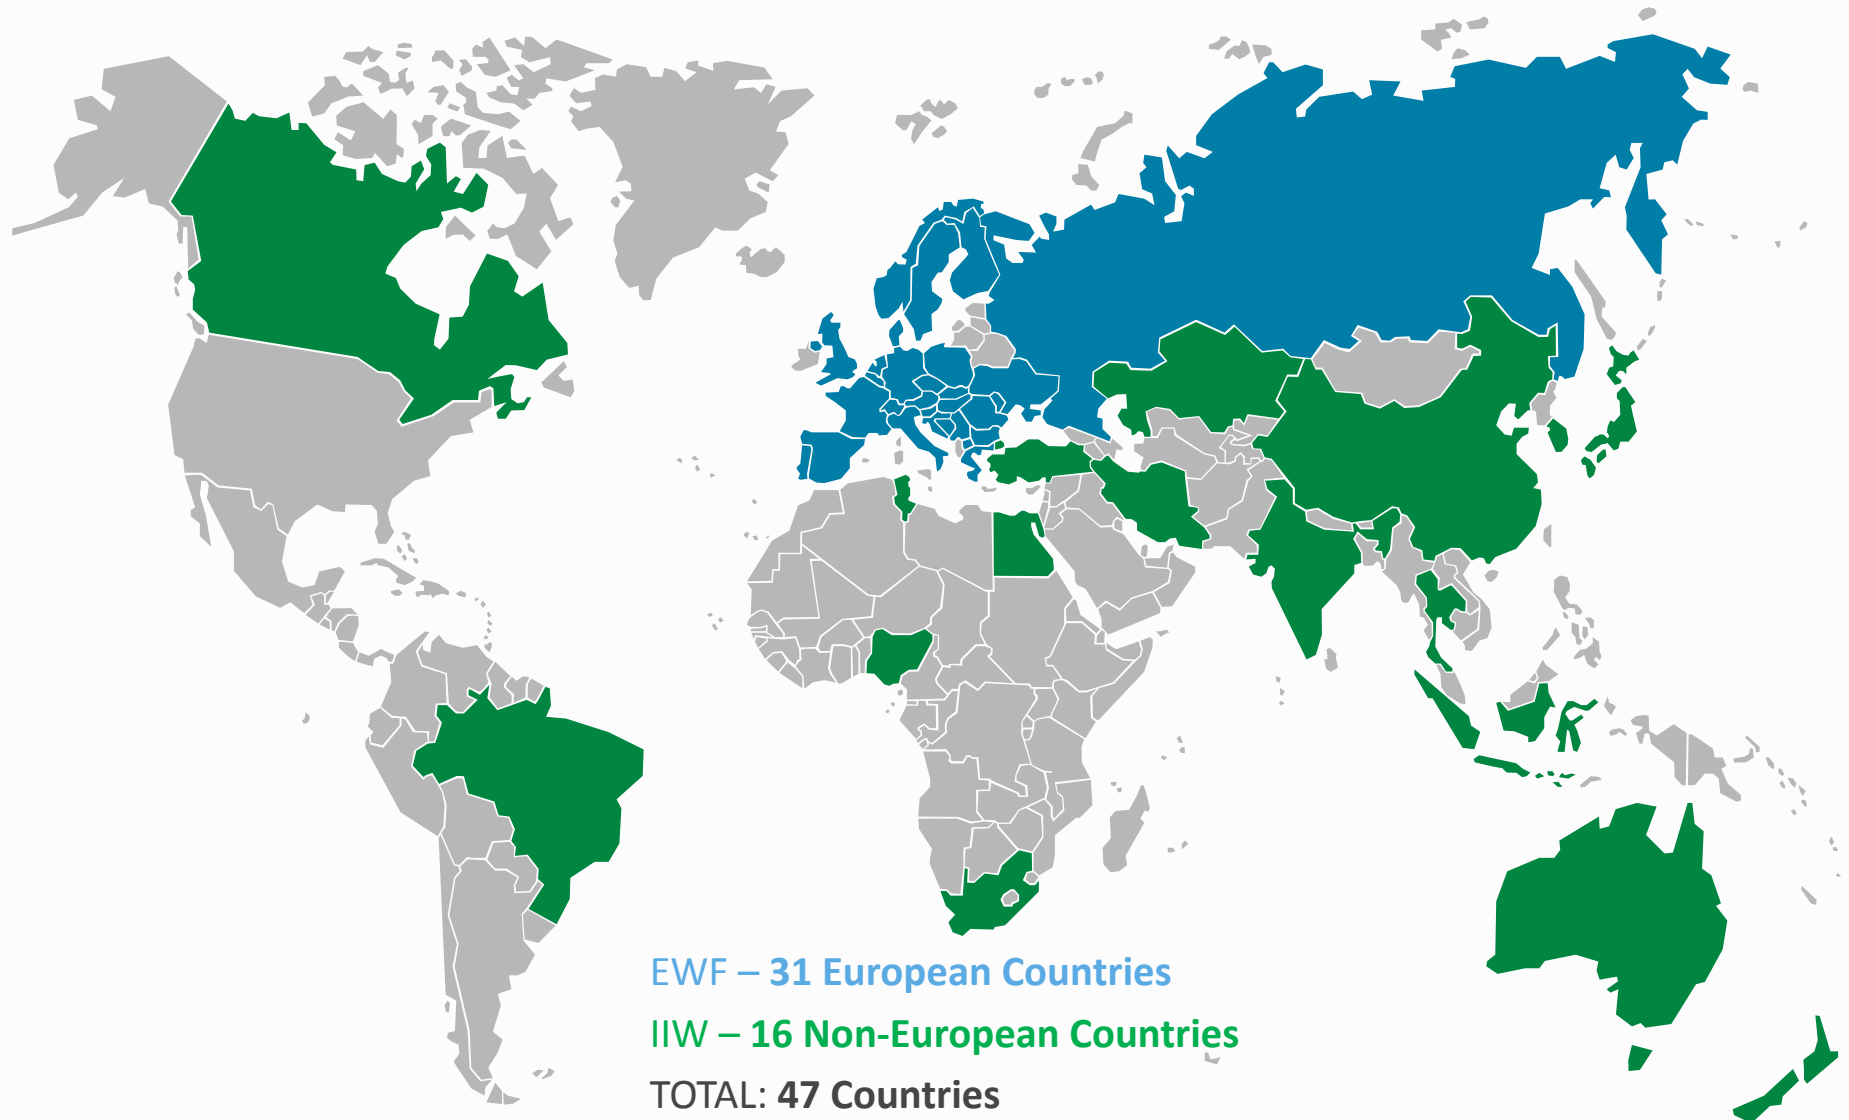 EWF – 31 European Countries
IIW – 16 Non-European Countries
TOTAL: 47 Countries